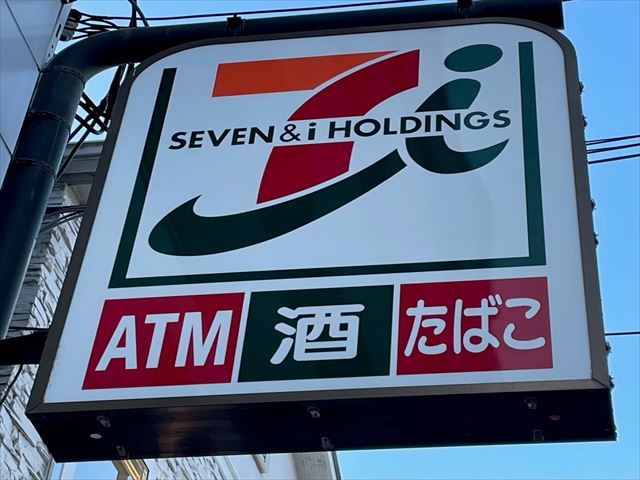 SEVEN&i HOLDINGS
ATM 酒 たばこ